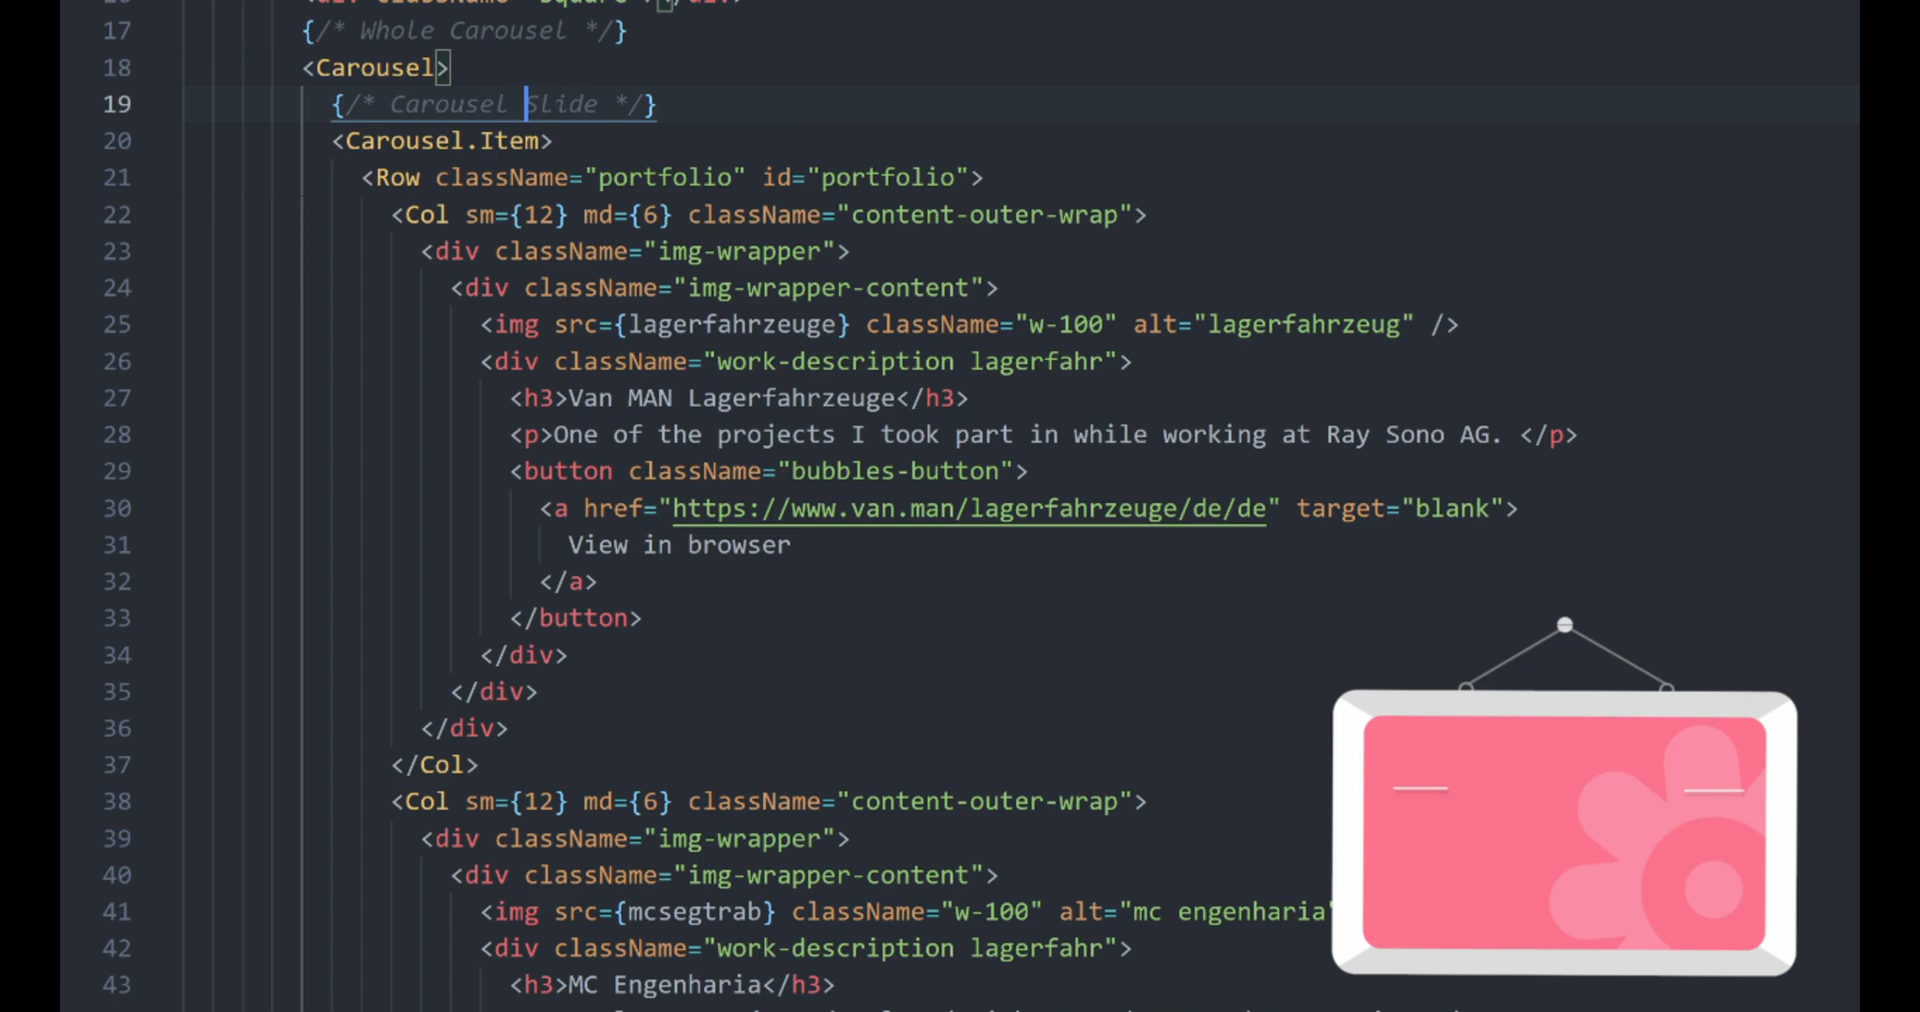 17 {/* Whole Carousel */}
18 <Carousel>
19 {/* Carousel Slide */}
20 <Carousel.Item>
21 <Row className="portfolio" id="portfolio">
22 <Col sm={12} md={6} className="content-outer-wrap">
23 <div className="img-wrapper">
24 <div className="img-wrapper-content">
25 <img src={lagerfahrzeuge} className="w-100" alt="lagerfahrzeug" />
26 <div className="work-description lagerfahr">
27 <h3>Van MAN Lagerfahrzeuge</h3>
28 <p>One of the projects I took part in while working at Ray Sono AG. </p>
29 <button className="bubbles-button">
30 <a href="https://www.van.man/lagerfahrzeuge/de/de" target="blank">
31 View in browser
32 </a>
33 </button>
34 </div>
35 </div>
36 </div>
37 </Col>
38 <Col sm={12} md={6} className="content-outer-wrap">
39 <div className="img-wrapper">
40 <div className="img-wrapper-content">
41 <img src={mcsegtrab} className="w-100" alt="mc engenharia"
42 <div className="work-description lagerfahr">
43 <h3>MC Engenharia</h3>